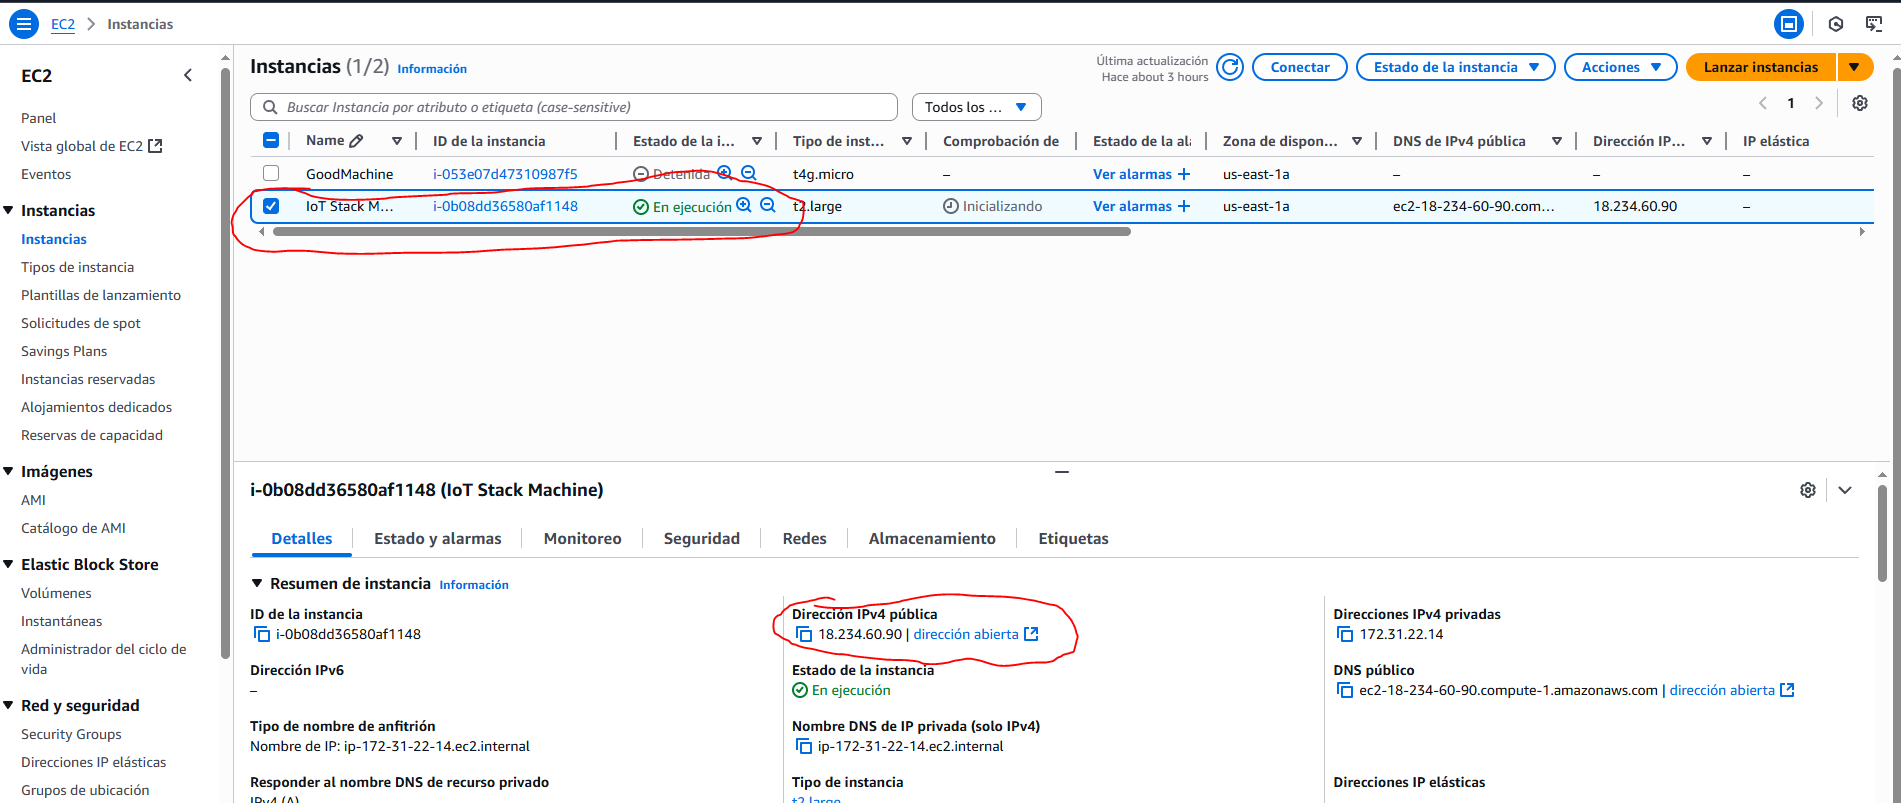 EC2 > Instancias
EC2
Panel
Vista global de EC2
Eventos
Instancias
Instancias
Tipos de instancia
Plantillas de lanzamiento
Solicitudes de spot
Savings Plans
Instancias reservadas
Alojamientos dedicados
Reservas de capacidad
Imágenes
AMI
Catálogo de AMI
Elastic Block Store
Volúmenes
Instantáneas
Administrador del ciclo de
vida
Red y seguridad
Security Groups
Direcciones IP elásticas
Grupos de ubicación
Instancias (1/2) Información
Última actualización
Hace about 3 hours
Conectar Estado de la instancia Acciones Lanzar instancias
Buscar Instancia por atributo o etiqueta (case-sensitive) Todos los ... 1
Name ID de la instancia Estado de la i... Tipo de inst... Comprobación de Estado de la al Zona de dispon... DNS de IPv4 pública Dirección IP... IP elástica
GoodMachine i-053e07d47310987f5 Detenida t4g.micro – Ver alarmas + us-east-1a – – –
IoT Stack M... i-0b08dd36580af1148 En ejecución t2.large Inicializando Ver alarmas + us-east-1a ec2-18-234-60-90.com... 18.234.60.90 –
i-0b08dd36580af1148 (IoT Stack Machine)
Detalles Estado y alarmas Monitoreo Seguridad Redes Almacenamiento Etiquetas
Resumen de instancia Información
ID de la instancia
i-0b08dd36580af1148
Dirección IPv4 pública
18.234.60.90 | dirección abierta
Direcciones IPv4 privadas
172.31.22.14
Dirección IPv6
–
Estado de la instancia
En ejecución
DNS público
ec2-18-234-60-90.compute-1.amazonaws.com | dirección abierta
Tipo de nombre de anfitrión
Nombre de IP: ip-172-31-22-14.ec2.internal
Nombre DNS de IP privada (solo IPv4)
ip-172-31-22-14.ec2.internal
Responder al nombre DNS de recurso privado
IPv4 (A)
Tipo de instancia
t2.large
Direcciones IP elásticas